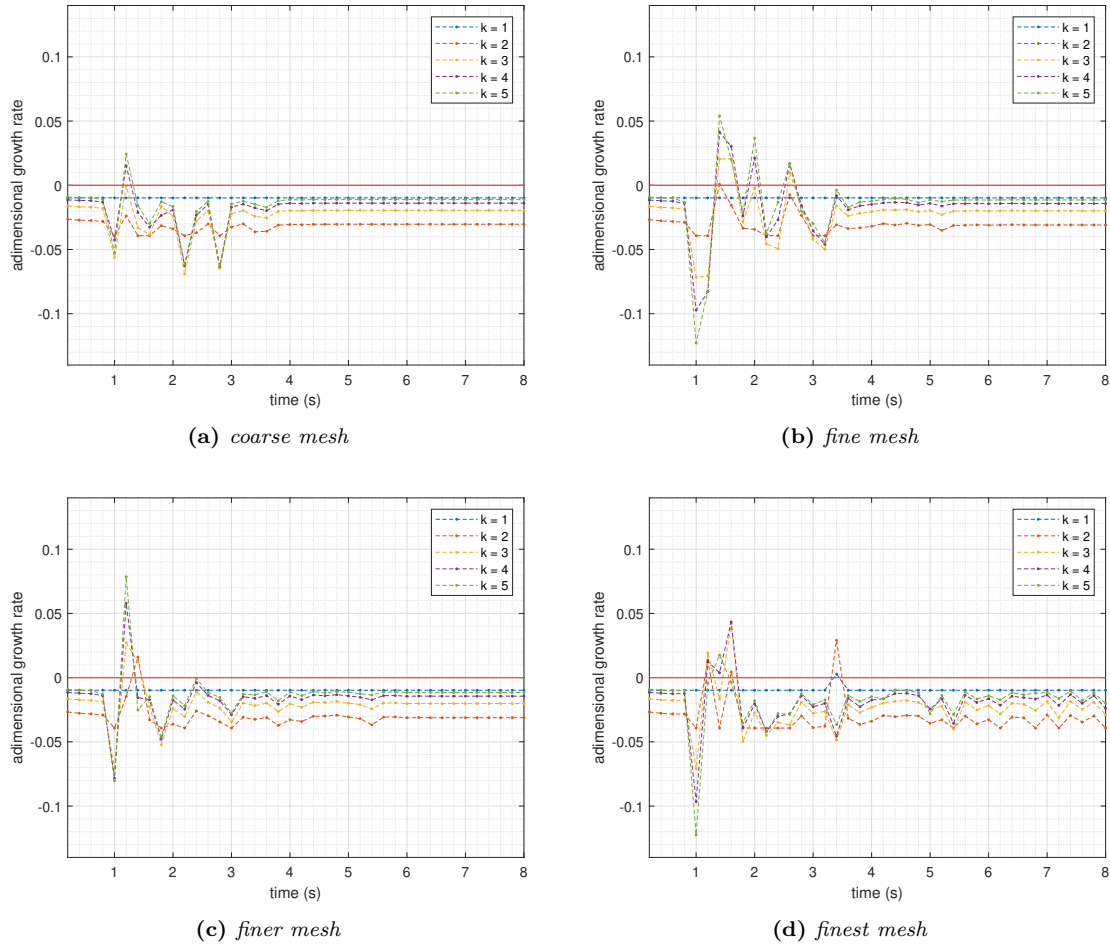 0.1
0.05
0
-0.05
-0.1
adimensional growth rate
k = 1
k = 2
k = 3
k = 4
k = 5
1 2 3 4 5 6 7 8
time (s)
(a) coarse mesh
0.1
0.05
0
-0.05
-0.1
adimensional growth rate
k = 1
k = 2
k = 3
k = 4
k = 5
1 2 3 4 5 6 7 8
time (s)
(b) fine mesh
0.1
0.05
0
-0.05
-0.1
adimensional growth rate
k = 1
k = 2
k = 3
k = 4
k = 5
1 2 3 4 5 6 7 8
time (s)
(c) finer mesh
0.1
0.05
0
-0.05
-0.1
adimensional growth rate
k = 1
k = 2
k = 3
k = 4
k = 5
1 2 3 4 5 6 7 8
time (s)
(d) finest mesh